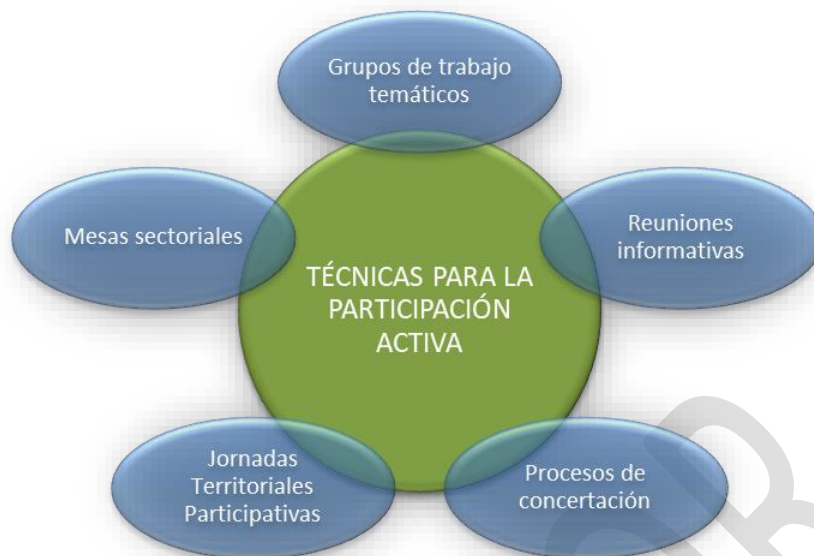 Grupos de trabajo
temáticos
Mesas sectoriales
Reuniones
informativas
TÉCNICAS PARA LA
PARTICIPACIÓN
ACTIVA
Jornadas
Territoriales
Participativas
Procesos de
concertación